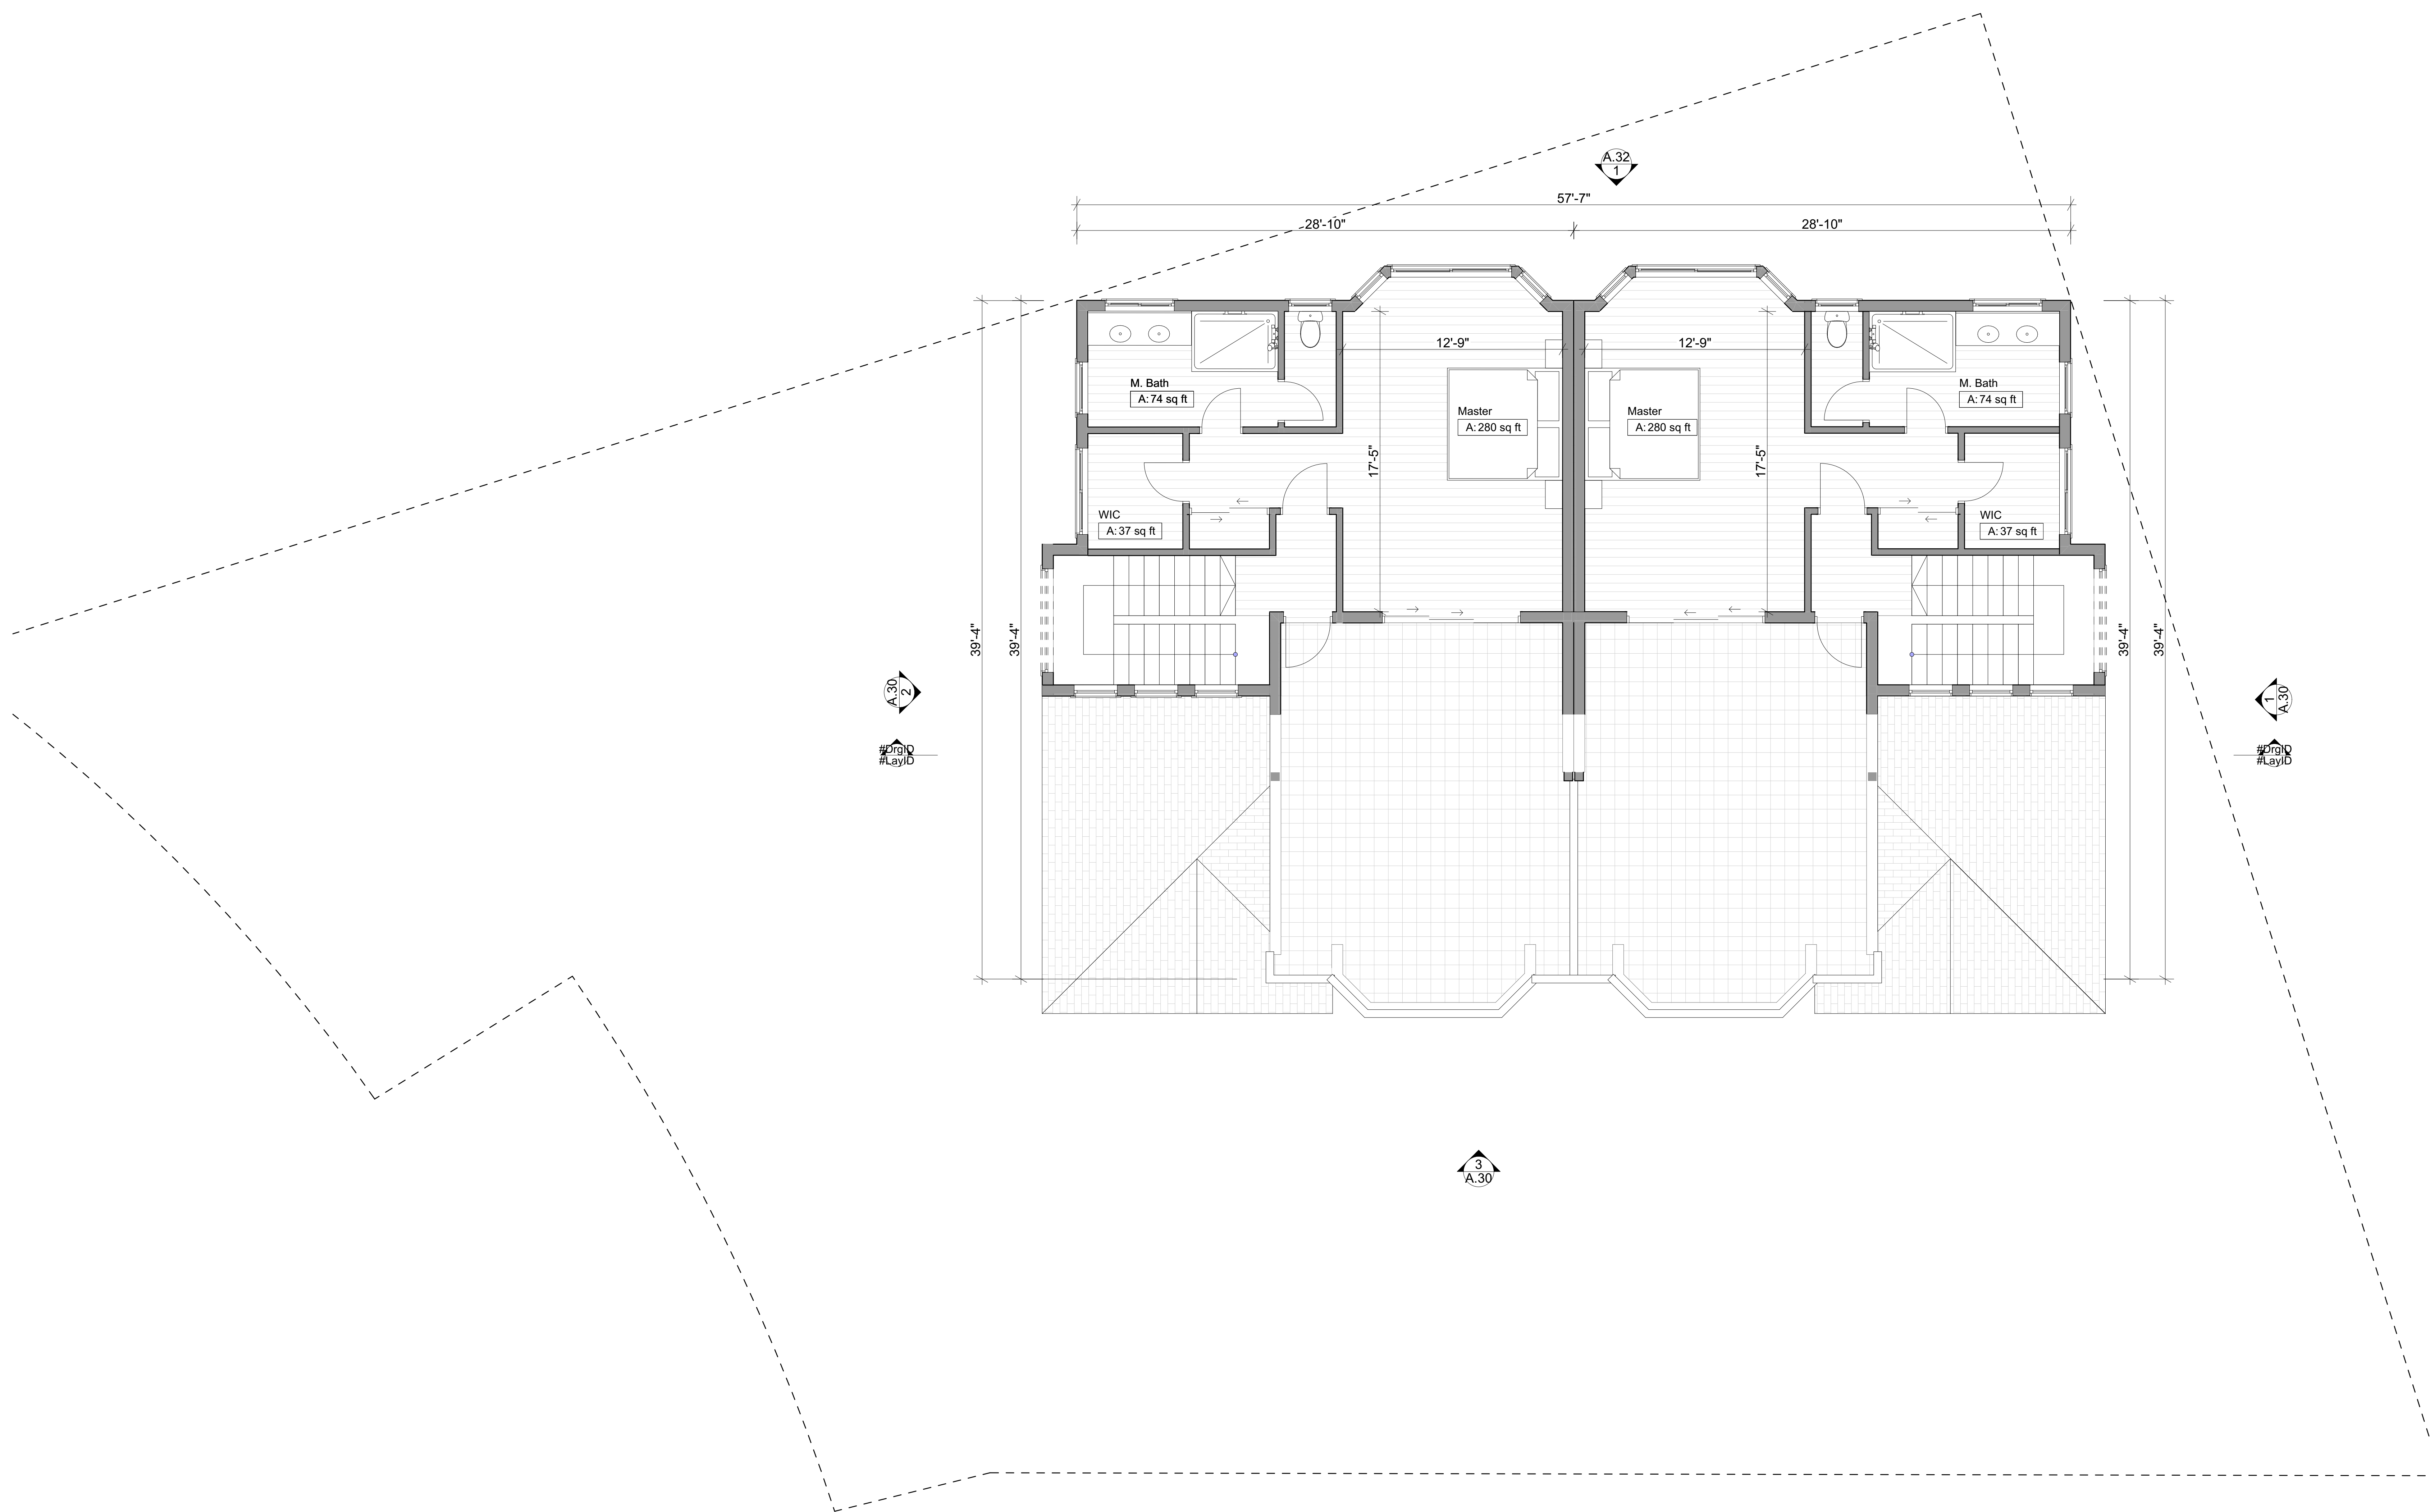 A.32
1
57'-7"
28'-10"
28'-10"
12'-9"
12'-9"
M. Bath
A: 74 sq ft
M. Bath
A: 74 sq ft
Master
A: 280 sq ft
Master
A: 280 sq ft
17'-5"
17'-5"
WIC
A: 37 sq ft
WIC
A: 37 sq ft
39'-4"
39'-4"
39'-4"
39'-4"
A.30
2
1
A.30
#DrgID
#LayID
#DrgID
#LayID
3
A.30